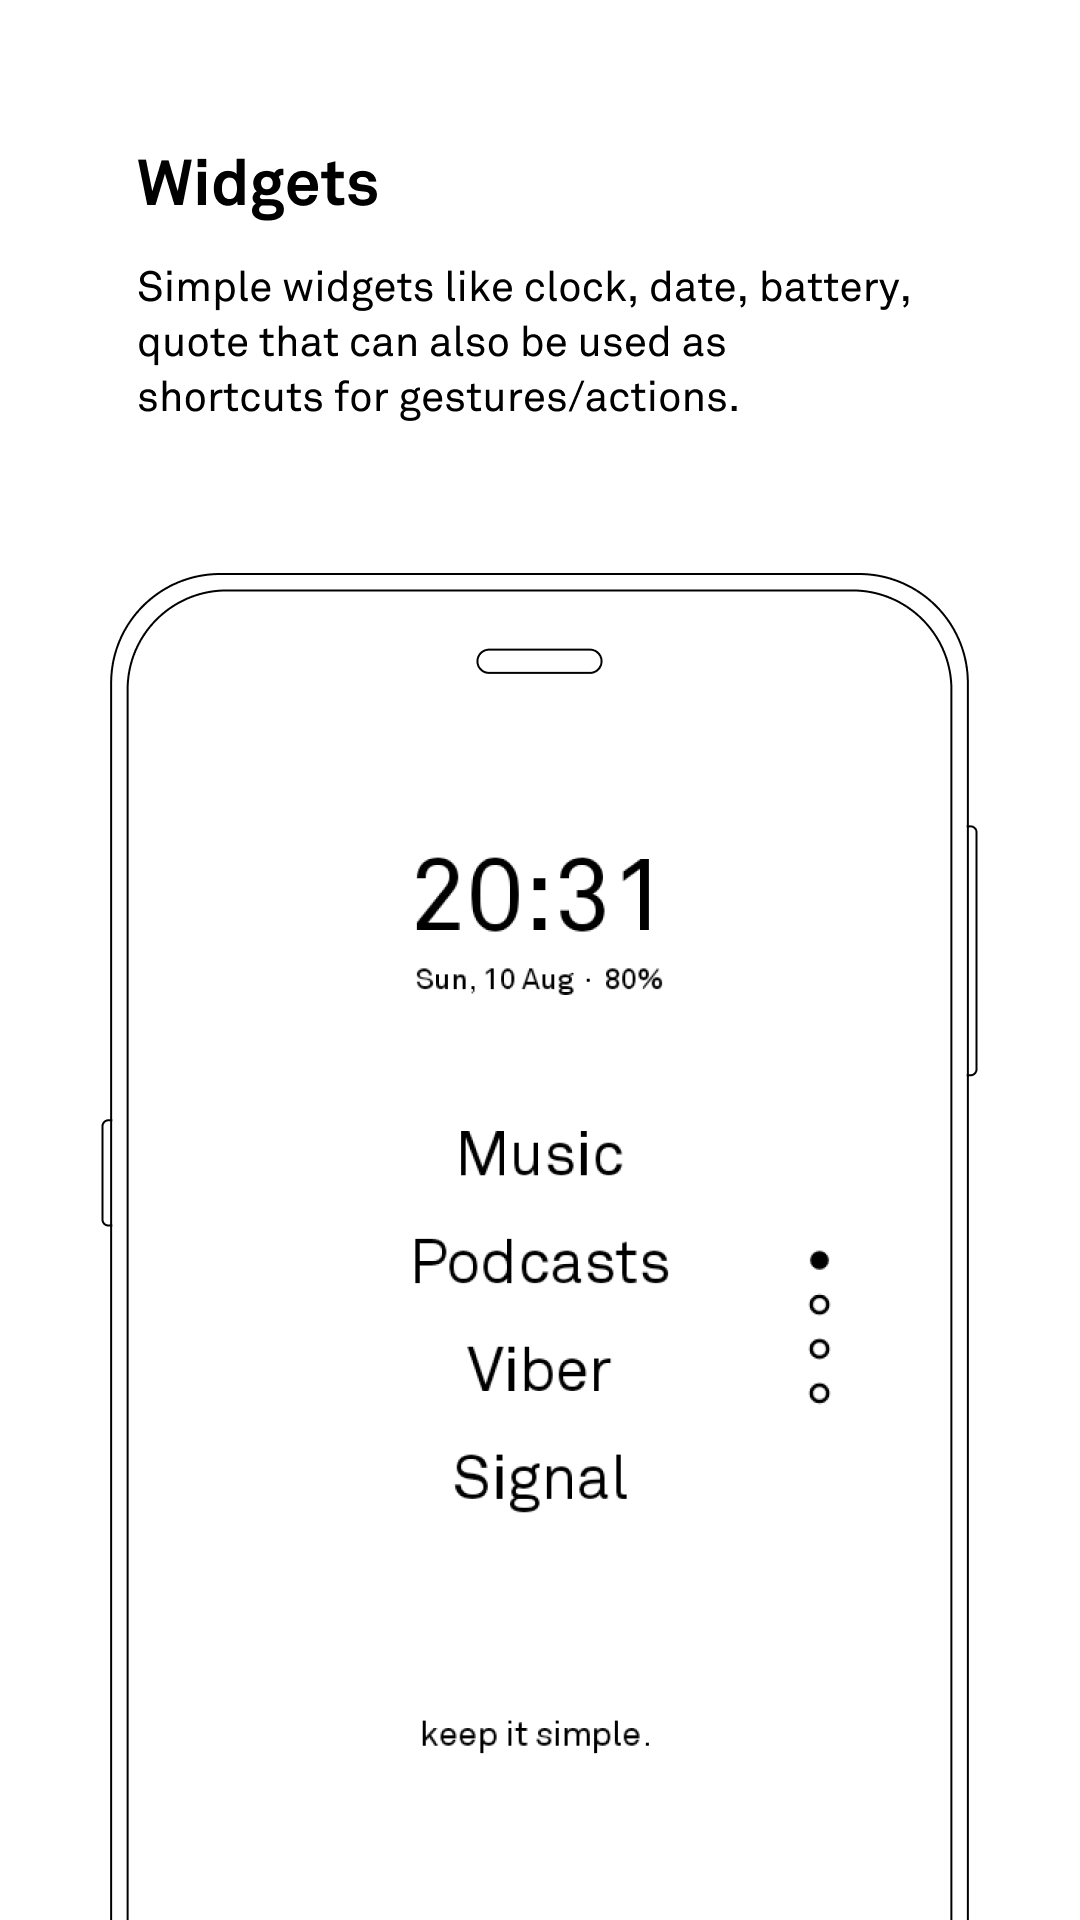 Widgets
Simple widgets like clock, date, battery,
quote that can also be used as
shortcuts for gestures/actions.
20:31
Sun, 10 Aug · 80%
Music
Podcasts
Viber
Signal
keep it simple.